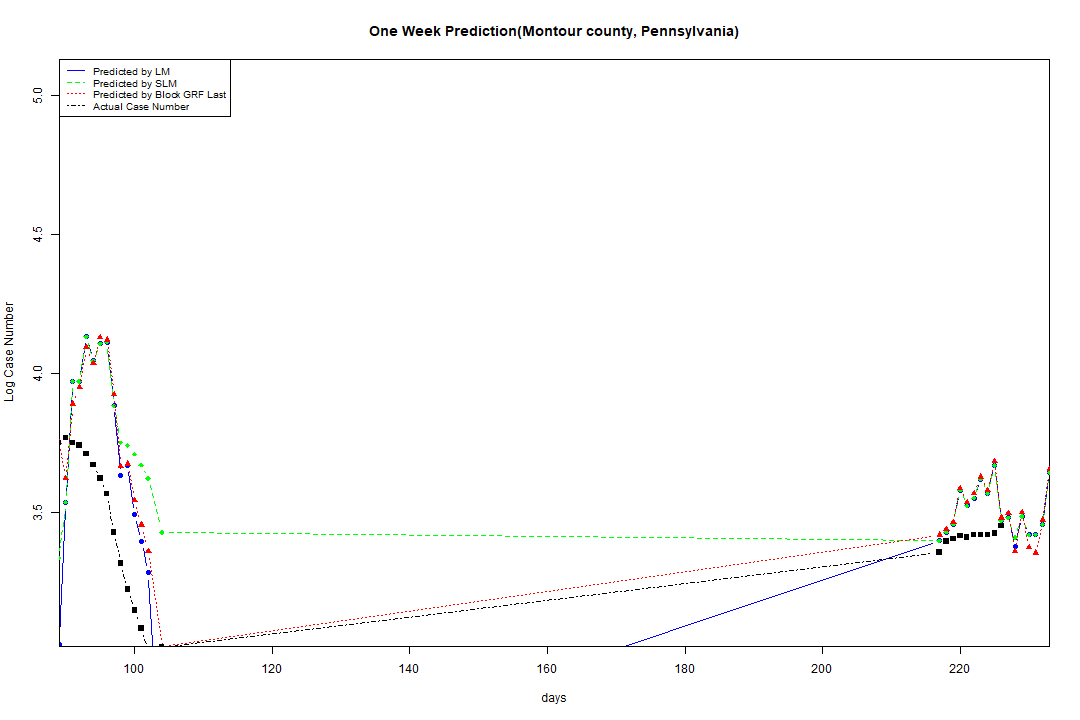 One Week Prediction(Montour county, Pennsylvania)
Predicted by LM
Predicted by SLM
Predicted by Block GRF Last
Actual Case Number
5.0
4.5
4.0
3.5
Log Case Number
100 120 140 160 180 200 220
days